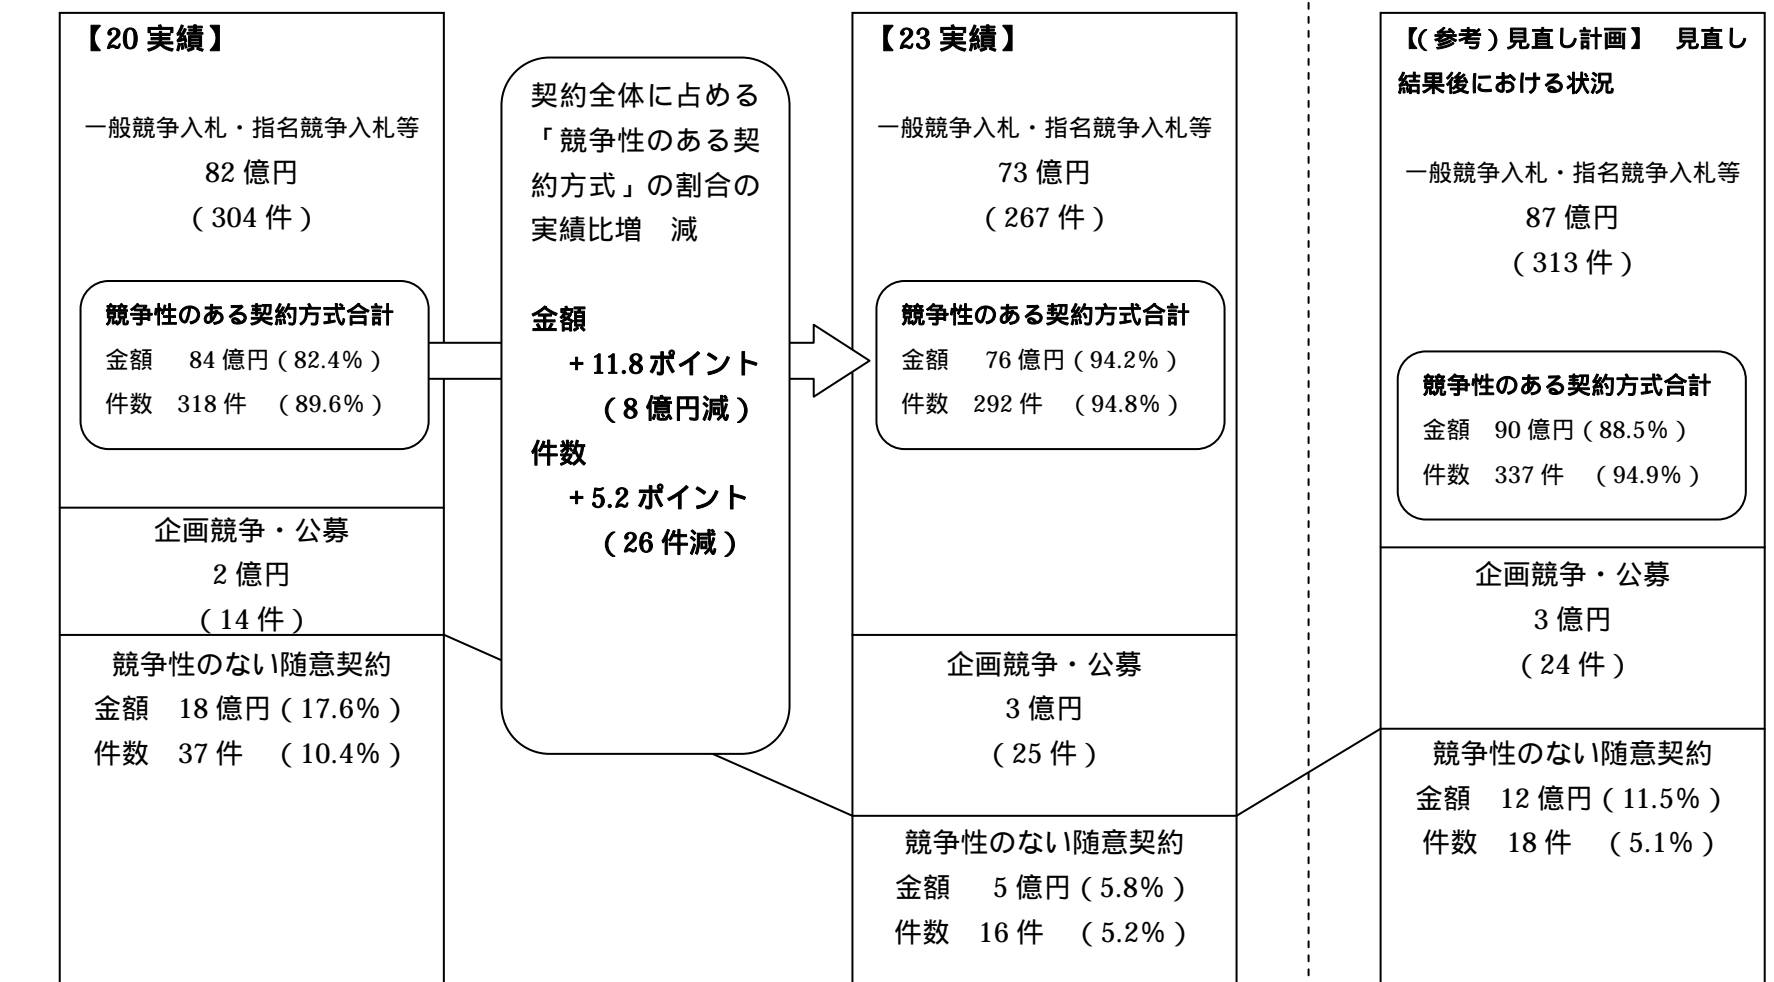 【20 実績】
一般競争入札・指名競争入札等
82 億円
（304 件）
競争性のある契約方式合計
金額　84 億円（82.4%）
件数　318 件　（89.6%）
企画競争・公募
2 億円
（14 件）
競争性のない随意契約
金額　18 億円（17.6%）
件数　37 件　（10.4%）
契約全体に占める
「競争性のある契
約方式」の割合の
実績比増　減
金額
+11.8 ポイント
（8 億円減）
件数
+5.2 ポイント
（26 件減）
【23 実績】
一般競争入札・指名競争入札等
73 億円
（267 件）
競争性のある契約方式合計
金額　76 億円（94.2%）
件数　292 件　（94.8%）
企画競争・公募
3 億円
（25 件）
競争性のない随意契約
金額　5 億円（5.8%）
件数　16 件　（5.2%）
【(参考）見直し計画】　見直し
結果後における状況
一般競争入札・指名競争入札等
87 億円
（313 件）
競争性のある契約方式合計
金額　90 億円（88.5%）
件数　337 件　（94.9%）
企画競争・公募
3 億円
（24 件）
競争性のない随意契約
金額　12 億円（11.5%）
件数　18 件　（5.1%）